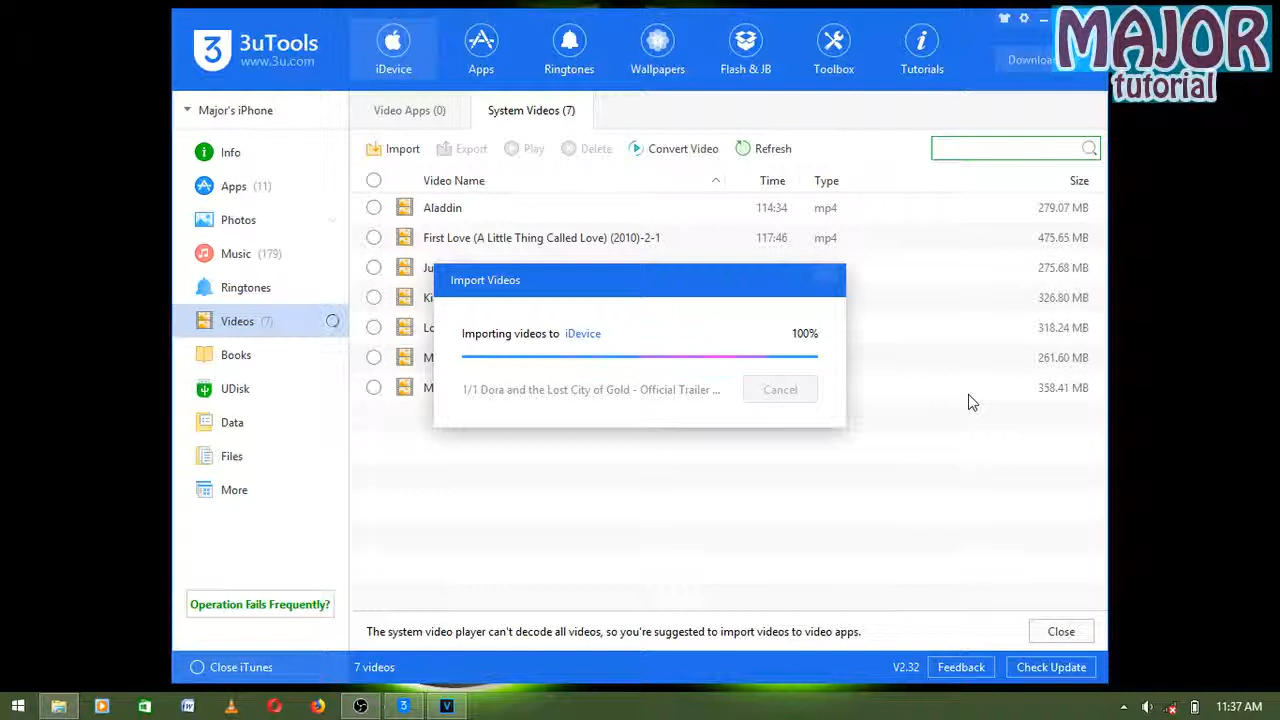 MAJOR
tutorial
3uTools
www.3u.com
iDevice
Apps
Ringtones
Wallpapers
Flash & JB
Toolbox
Tutorials
Major's iPhone
Video Apps (0)
System Videos (7)
Info
Apps (11)
Photos
Music (179)
Ringtones
Videos (7)
Books
UDisk
Data
Files
More
Import
Export
Play
Delete
Convert Video
Refresh
Video Name Time Type Size
Aladdin 114:34 mp4 279.07 MB
First Love (A Little Thing Called Love) (2010)-2-1 117:46 mp4 475.65 MB
275.68 MB
326.80 MB
318.24 MB
261.60 MB
358.41 MB
Import Videos
Importing videos to iDevice 100%
1/1 Dora and the Lost City of Gold - Official Trailer ...
Cancel
Operation Fails Frequently?
The system video player can't decode all videos, so you're suggested to import videos to video apps.
Close
Close iTunes
7 videos
V2.32
Feedback
Check Update
11:37 AM